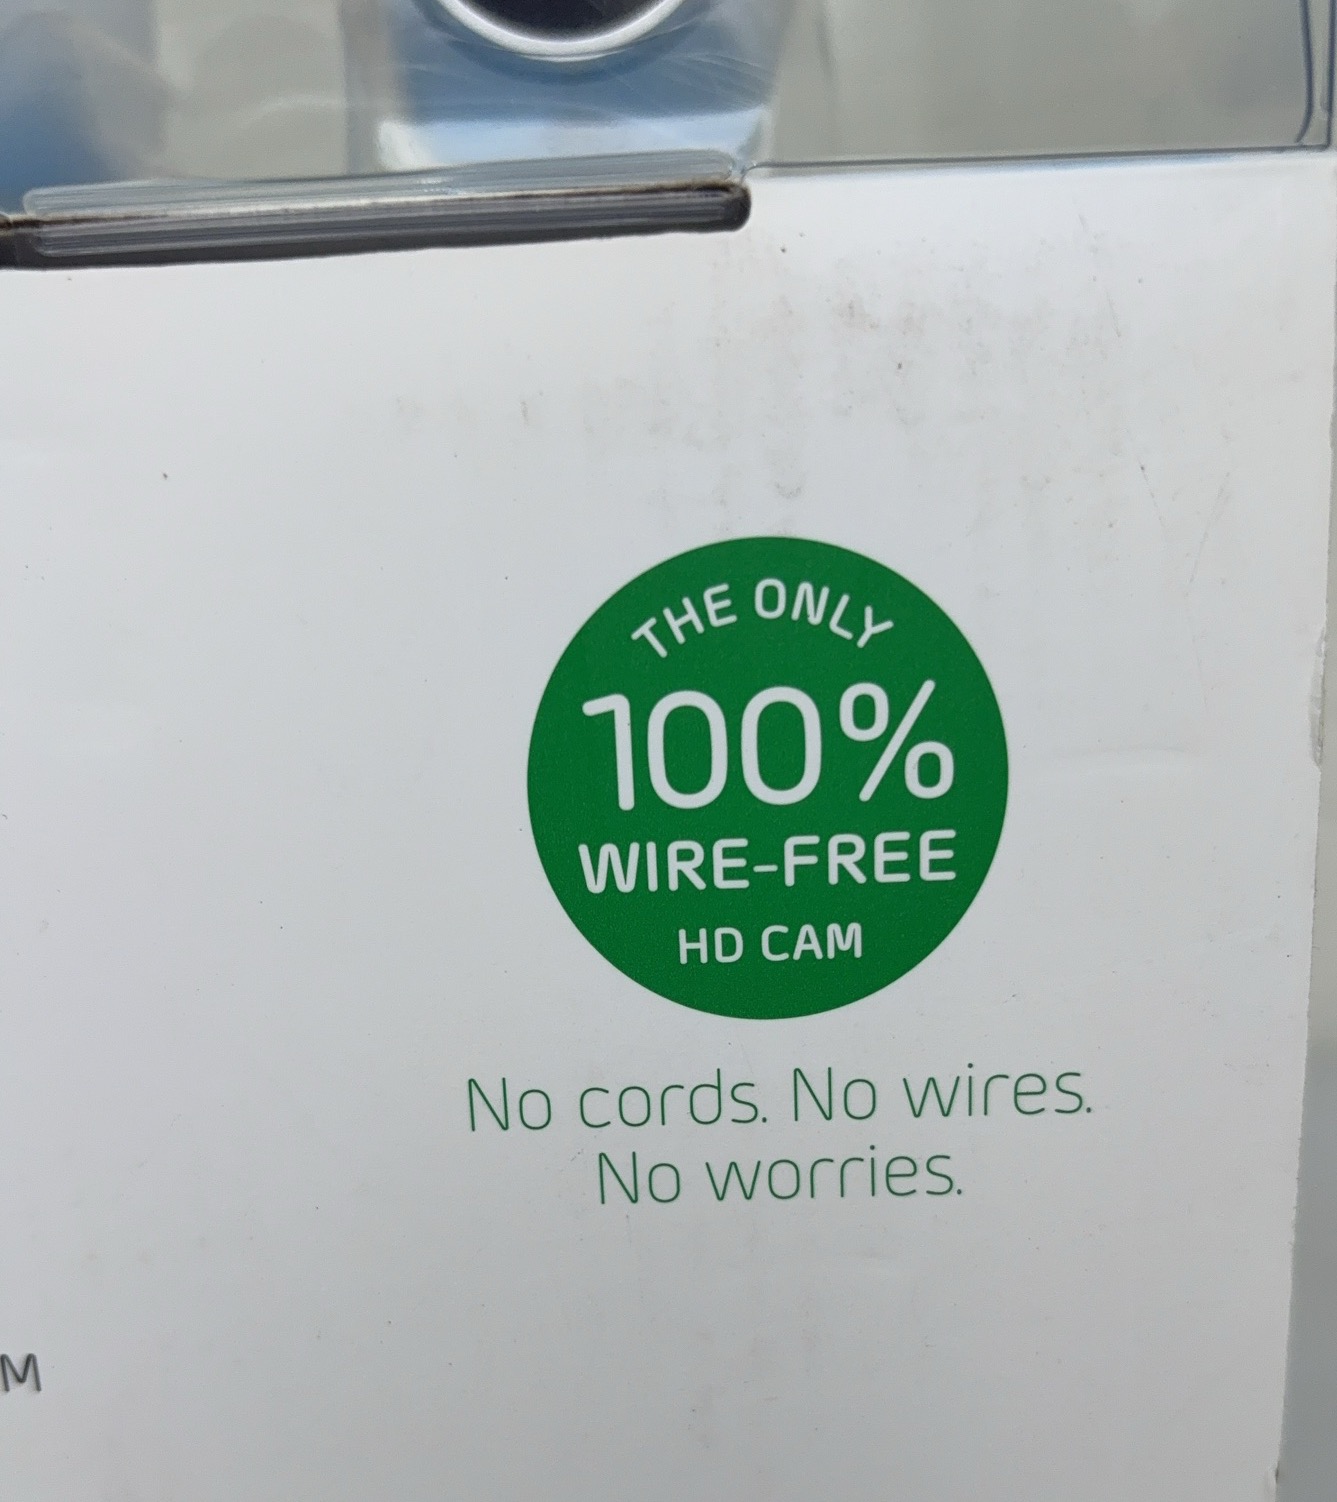 THE ONLY
100%
WIRE-FREE
HD CAM
No cords. No wires.
No worries.
M